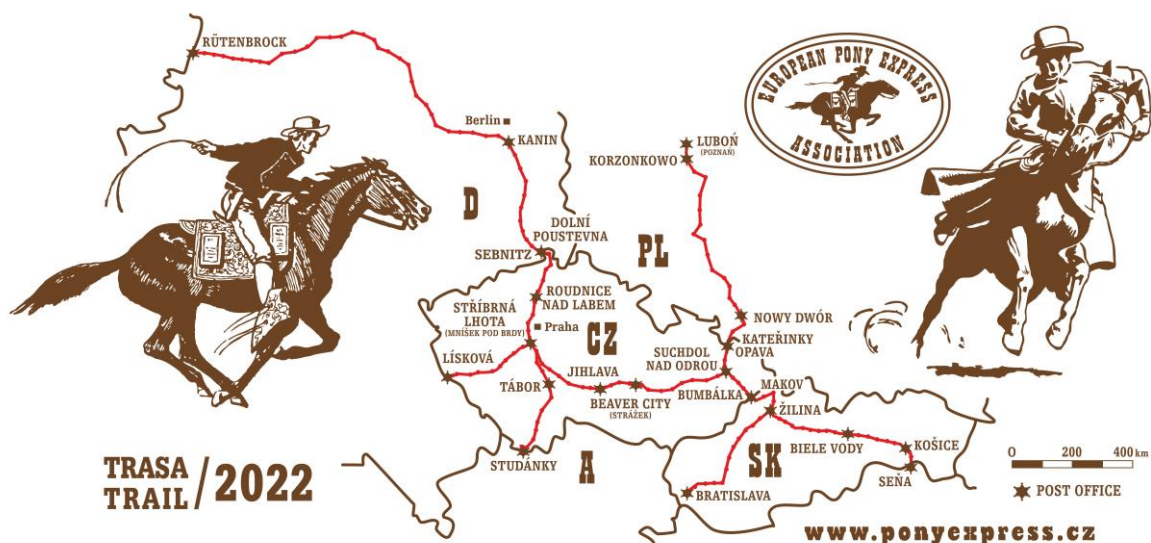 RÜTENBROCK
Berlin
KANIN
EUROPEAN PONY EXPRESS
ASSOCIATION
LUBOŃ
(POZNAŃ)
KORZONKOWO
D
DOLNÍ
POUSTEVNA
SEBNITZ
PL
STŘÍBRNÁ
LHOTA
(MNÍŠEK POD BRDY)
ROUDNICE
NAD LABEM
Praha
CZ
NOWY DWÓR
KATEŘINKY
OPAVA
SUCHDOL
NAD ODROU
LÍSKOVÁ
TÁBOR
JIHLAVA
BEAVER CITY
(STRÁŽEK)
BUMBÁLKA
MAKOV
ŽILINA
BIELE VODY
KOŠICE
SEŇA
STUDÁNKY
A
SK
BRATISLAVA
TRASA
TRAIL / 2022
0 200 400 km
POST OFFICE
www.ponyexpress.cz